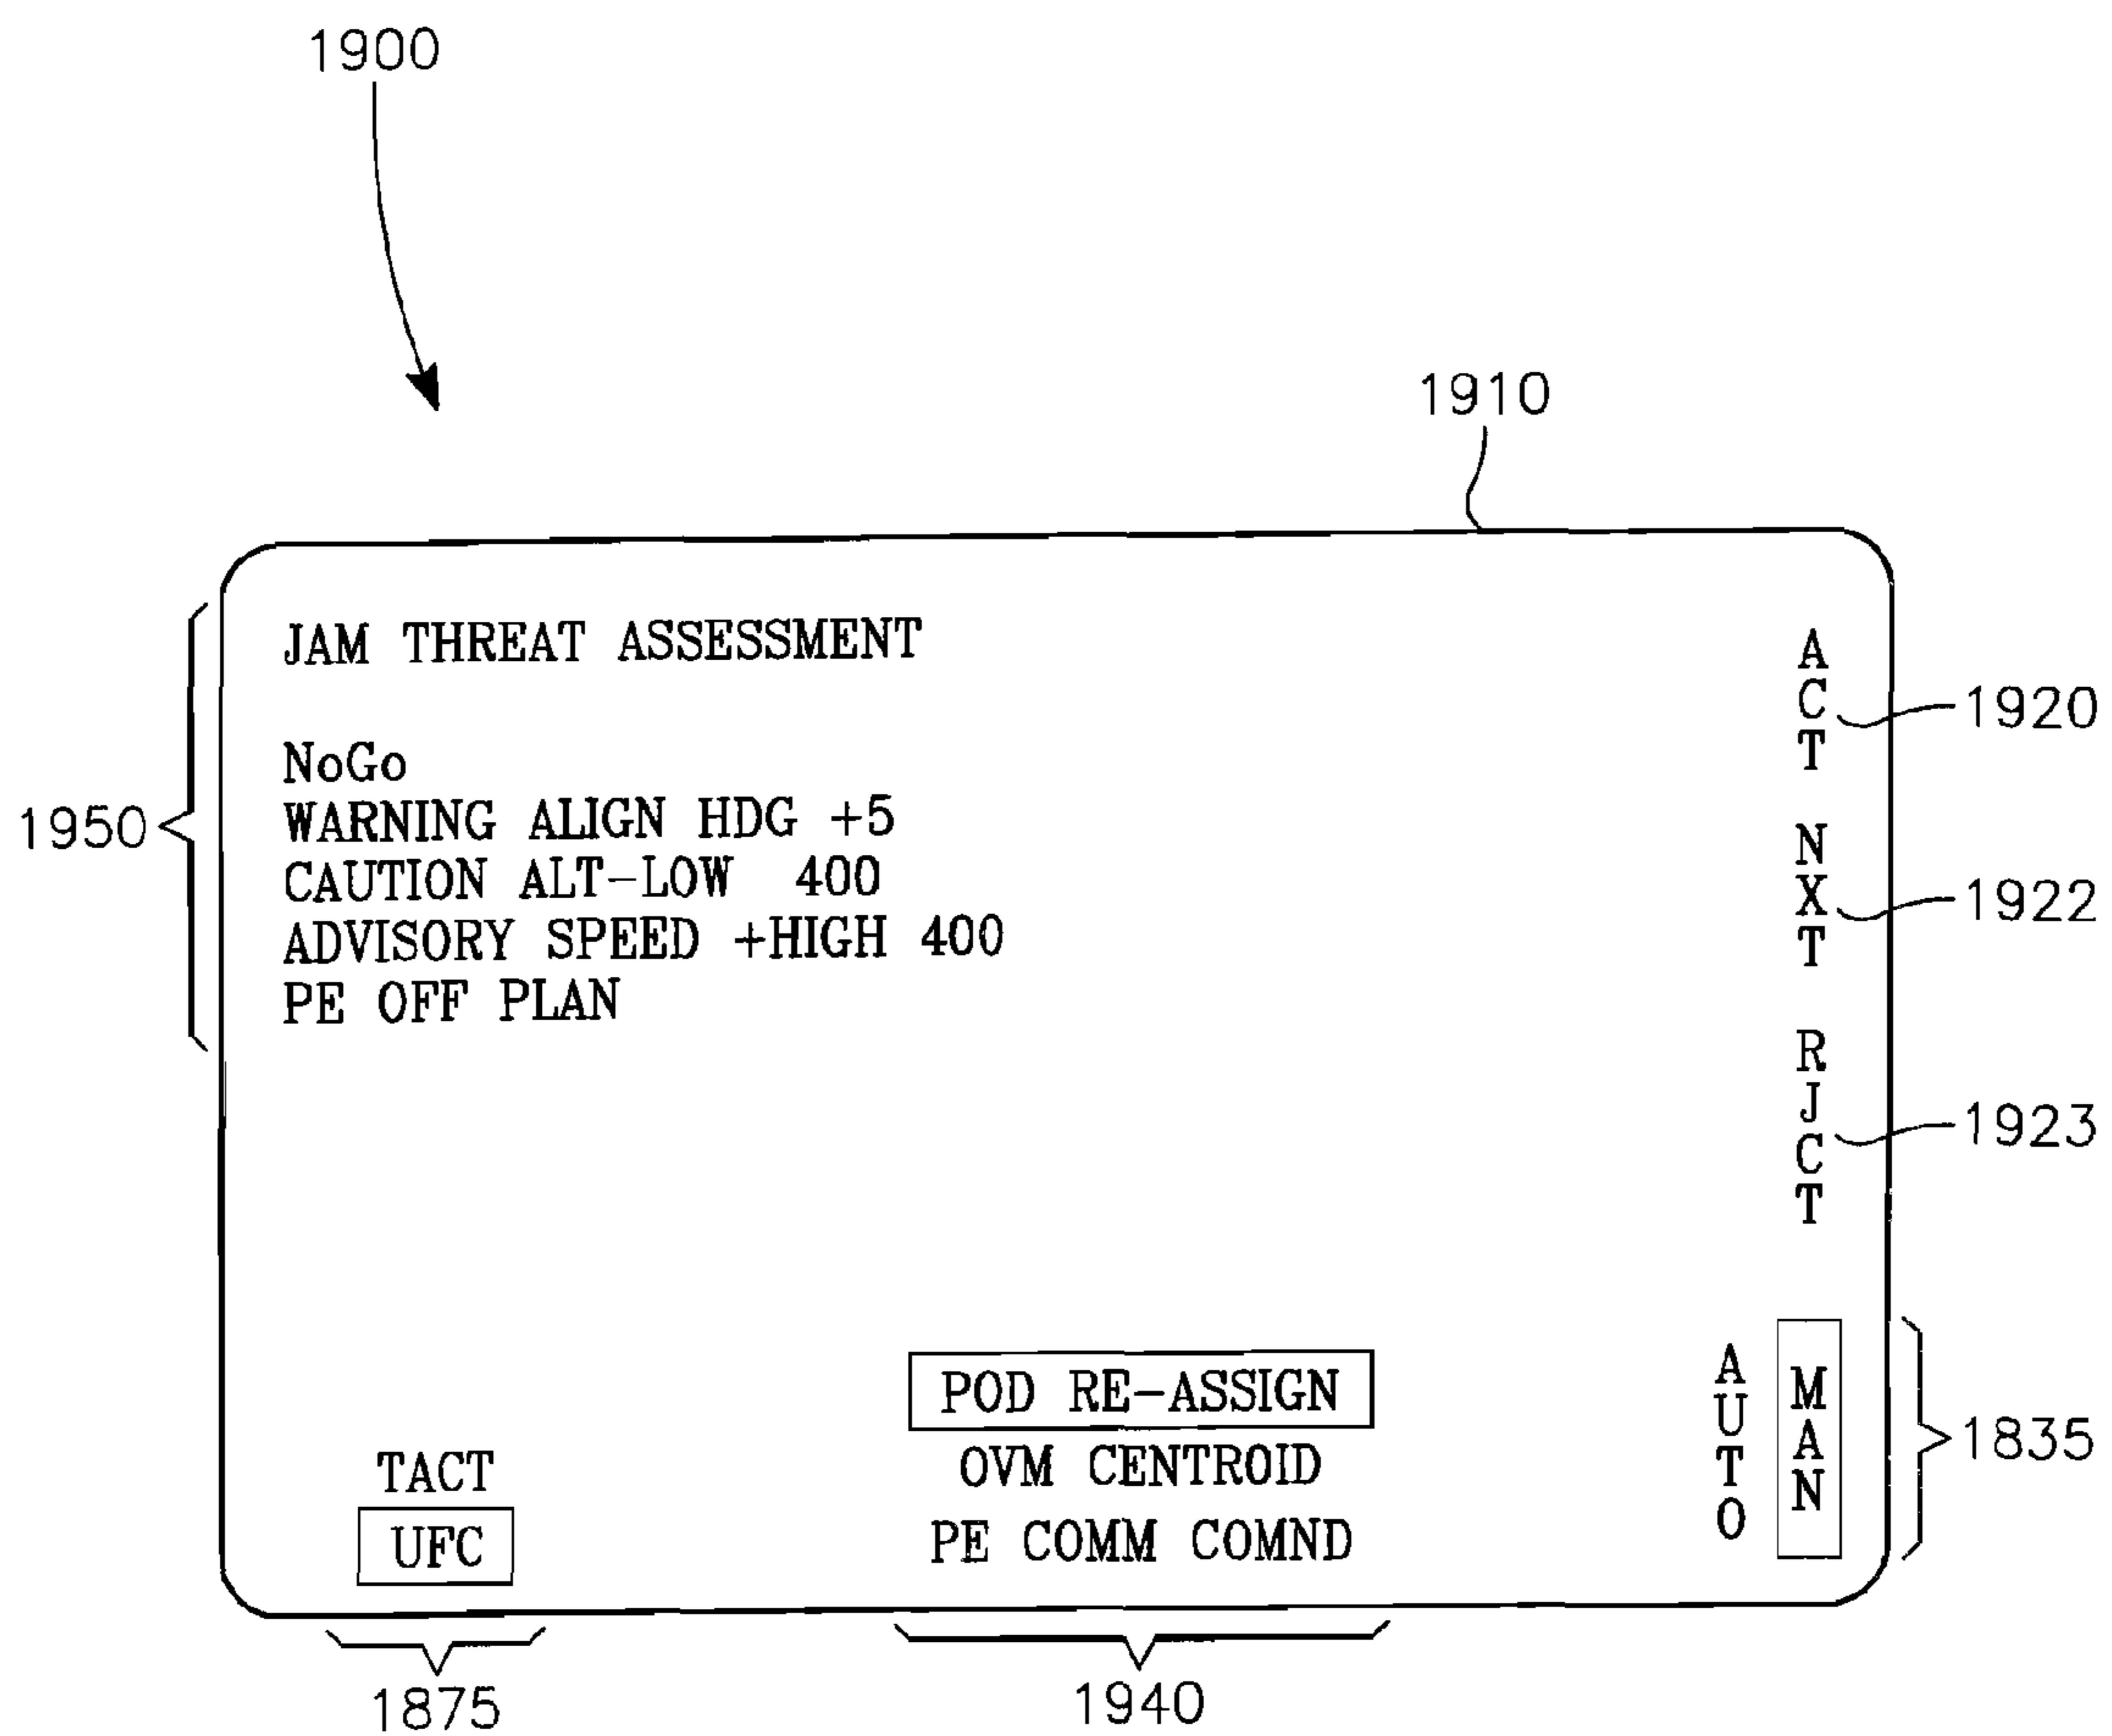 1900
1910
JAM THREAT ASSESSMENT
NoGo
WARNING ALIGN HDG +5
CAUTION ALT-LOW 400
ADVISORY SPEED +HIGH 400
PE OFF PLAN
1950
ACT
1920
NXT
1922
RJCT
1923
POD RE-ASSIGN
OVM CENTROID
PE COMM COMND
TACT
UFC
AUTO
MAN
1835
1875
1940